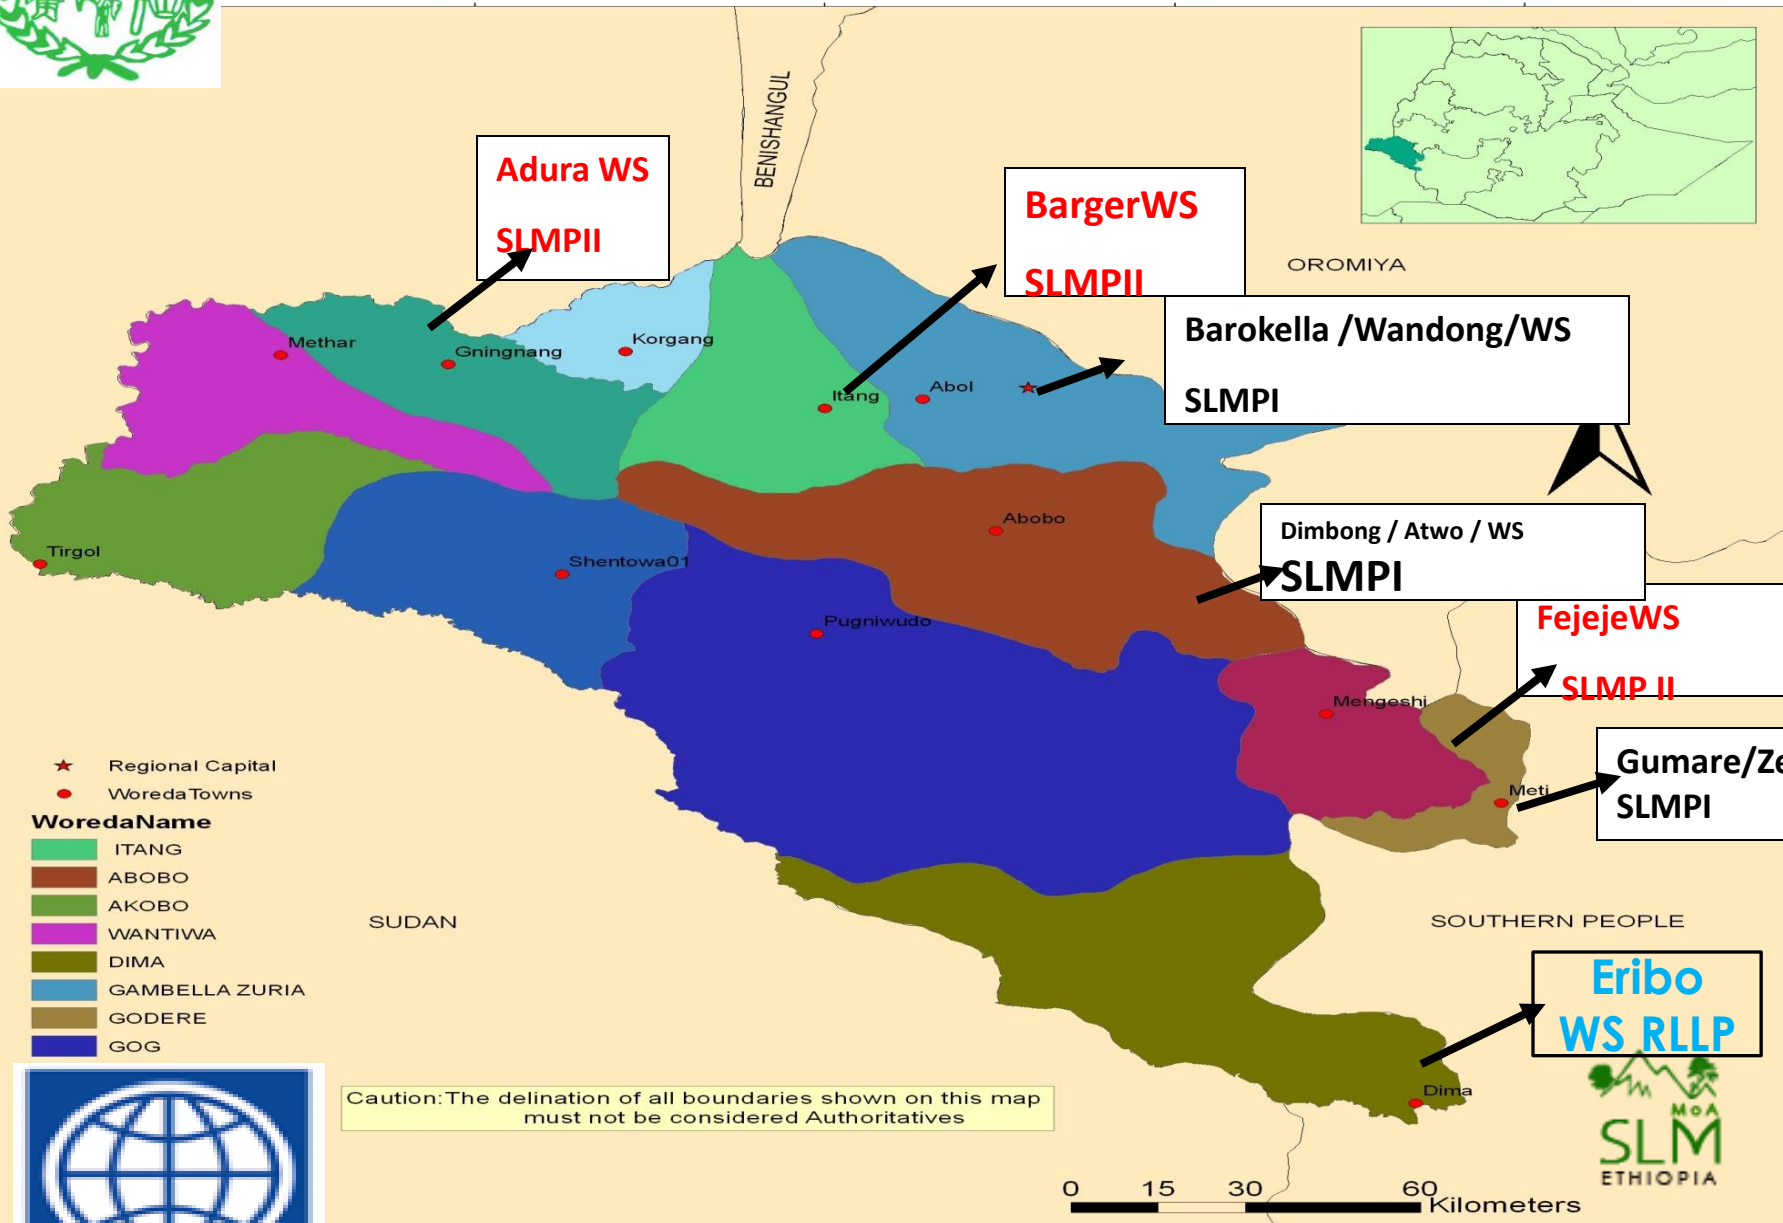 BENISHANGUL
Adura WS
SLMPII
BargerWS
SLMPII
OROMIYA
Barokella /Wandong/WS
SLMPI
Methar
Gningnang
Korgang
Itang
Abol
Abobo
Dimbong / Atwo / WS
SLMPI
Tirgol
Shentowa01
Pugniwudo
FejejeWS
SLMP II
Mengeshi
Gumare/Ze
SLMPI
Meti
Regional Capital
WoredaTowns
WoredaName
ITANG
ABOBO
AKOBO
WANTIWA
DIMA
GAMBELLA ZURIA
GODERE
GOG
SUDAN
SOUTHERN PEOPLE
Eribo
WS RLLP
Dima
Caution:The delination of all boundaries shown on this map
must not be considered Authoritatives
MoA
SLM
ETHIOPIA
0 15 30 60
Kilometers